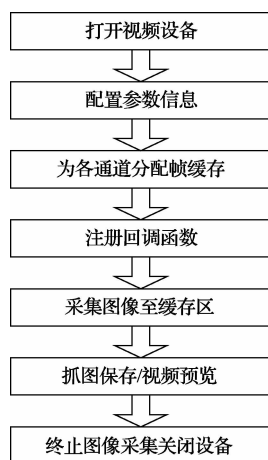 打开视频设备
配置参数信息
为各通道分配帧缓存
注册回调函数
采集图像至缓存区
抓图保存/视频预览
终止图像采集关闭设备